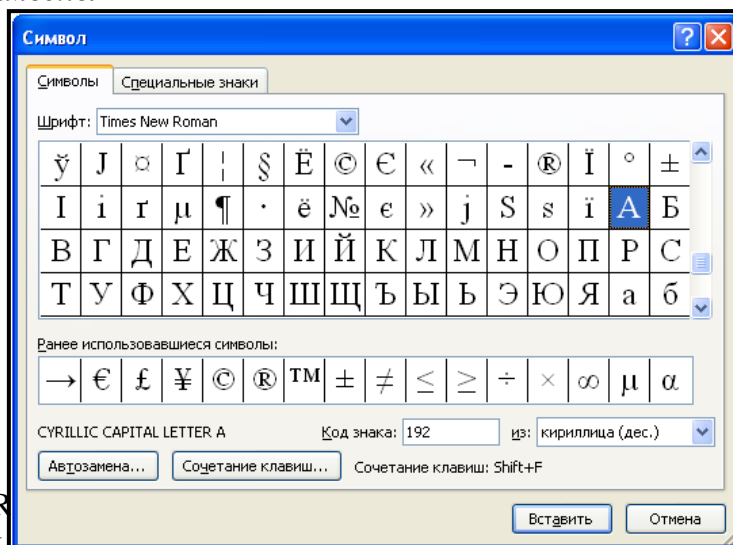 Символ
Символы Специальные знаки
Шрифт: Times New Roman
ў Ј ¤ Ґ ¦ § Ё © Є « ¬ - ® Ї ° ±
І і ґ µ ¶ · ё № є » ј Ѕ ѕ ї А Б
В Г Д Е Ж З И Й К Л М Н О П Р С
Т У Ф Х Ц Ч Ш Щ Ъ Ы Ь Э Ю Я а б
Ранее использовавшиеся символы:
→ € £ ¥ © ® ™ ± ≠ ≤ ≥ ÷ × ∞ µ α
CYRILLIC CAPITAL LETTER A Код знака: 192 из: кириллица (дес.)
Автозамена... Сочетание клавиш... Сочетание клавиш: Shift+F
R
Вставить Отмена